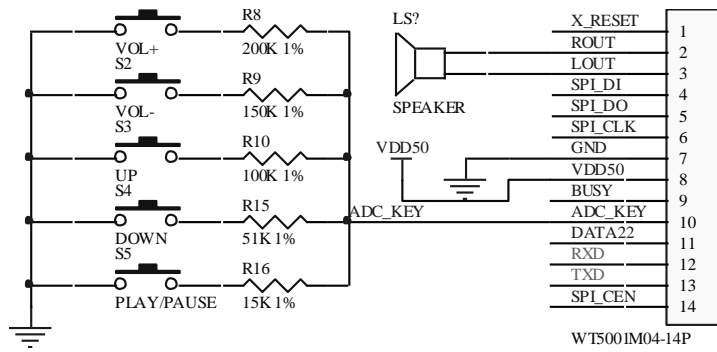 R8
VOL+
S2
200K 1%
R9
VOL-
S3
150K 1%
R10
UP
S4
100K 1%
R15
DOWN
S5
51K 1%
R16
PLAY/PAUSE
15K 1%
ADC_KEY
LS?
SPEAKER
VDD50
X_RESET 1
ROUT 2
LOUT 3
SPI_DI 4
SPI_DO 5
SPI_CLK 6
GND 7
VDD50 8
BUSY 9
ADC_KEY 10
DATA22 11
RXD 12
TXD 13
SPI_CEN 14
WT5001M04-14P